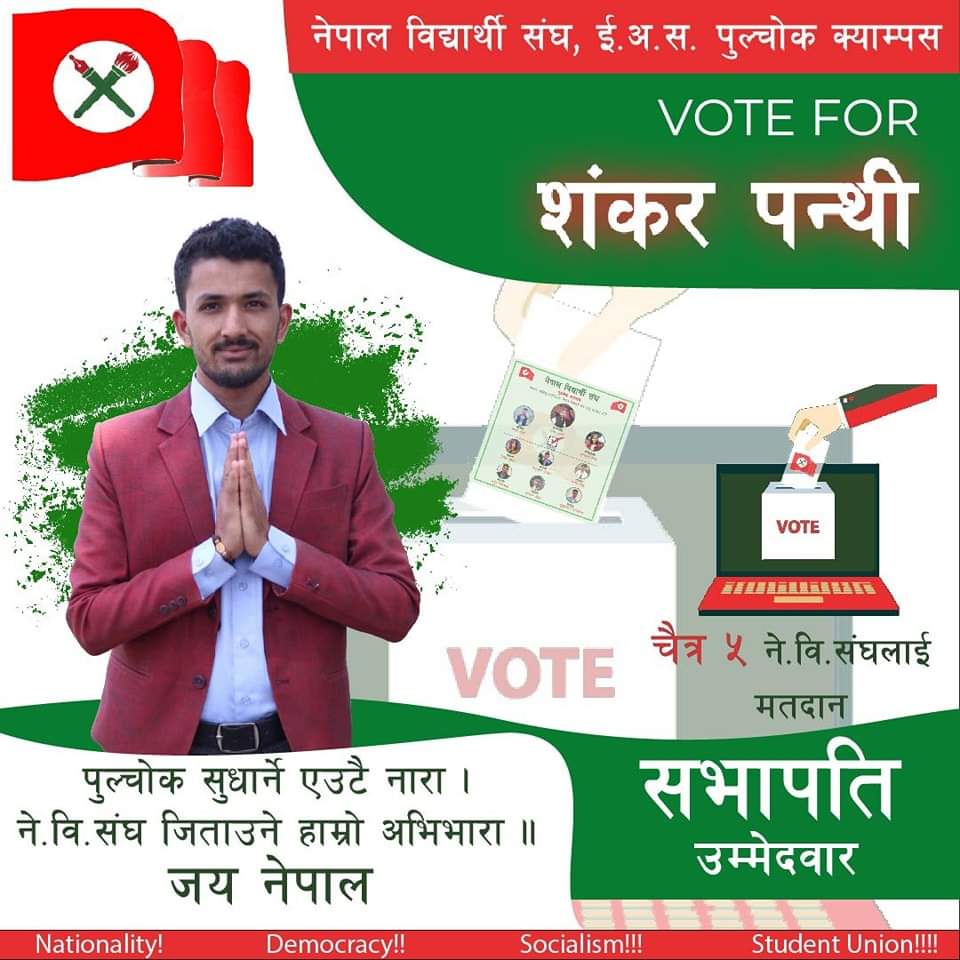 नेपाल विद्यार्थी संघ, ई.अ.स. पुल्चोक क्याम्पस
VOTE FOR
शंकर पन्थी
नेपाल विद्यार्थी संघ
VOTE
VOTE
चैत्र ५ ने.वि.संघलाई
मतदान
सभापति
उम्मेदवार
पुल्चोक सुधार्ने एउटै नारा ।
ने.वि.संघ जिताउने हाम्रो अभिभारा ॥
जय नेपाल
Nationality! Democracy!! Socialism!!! Student Union!!!!